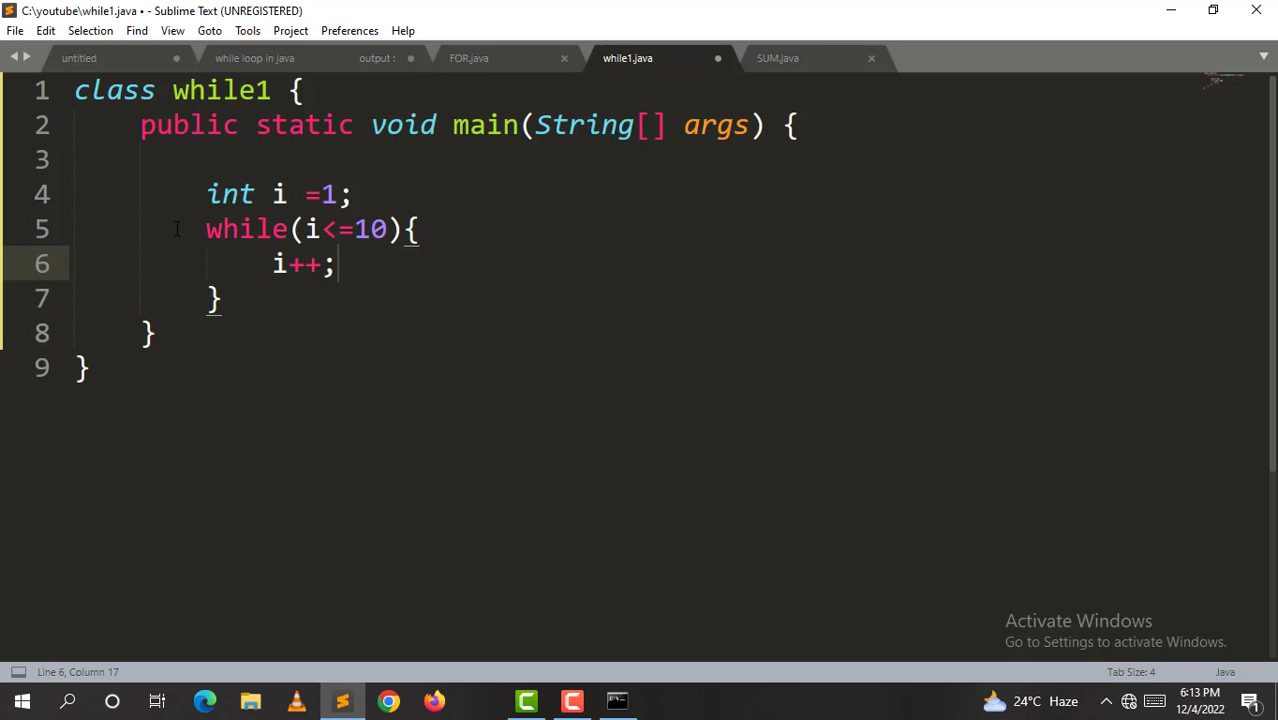 C:\youtube\while1.java • - Sublime Text (UNREGISTERED)
File Edit Selection Find View Goto Tools Project Preferences Help
untitled while loop in java output : FOR.java while1.java SUM.java
1 class while1 {
2 public static void main(String[] args) {
3
4 int i =1;
5 while(i<=10){
6 i++;
7 }
8 }
9 }
Activate Windows
Go to Settings to activate Windows.
Line 6, Column 17 Tab Size: 4 Java
24°C Haze 6:13 PM
12/4/2022 1